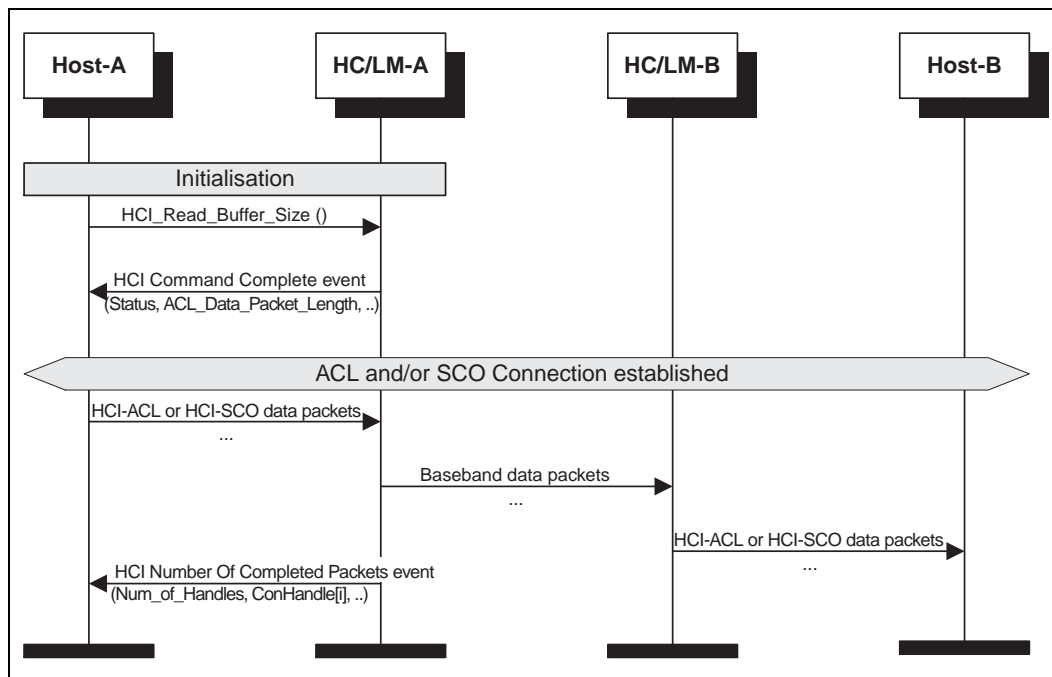 Host-A
HC/LM-A
HC/LM-B
Host-B
Initialisation
HCI_Read_Buffer_Size ()
HCI Command Complete event
(Status, ACL_Data_Packet_Length, ..)
ACL and/or SCO Connection established
HCI-ACL or HCI-SCO data packets
...
Baseband data packets
...
HCI-ACL or HCI-SCO data packets
...
HCI Number Of Completed Packets event
(Num_of_Handles, ConHandle[i], ..)